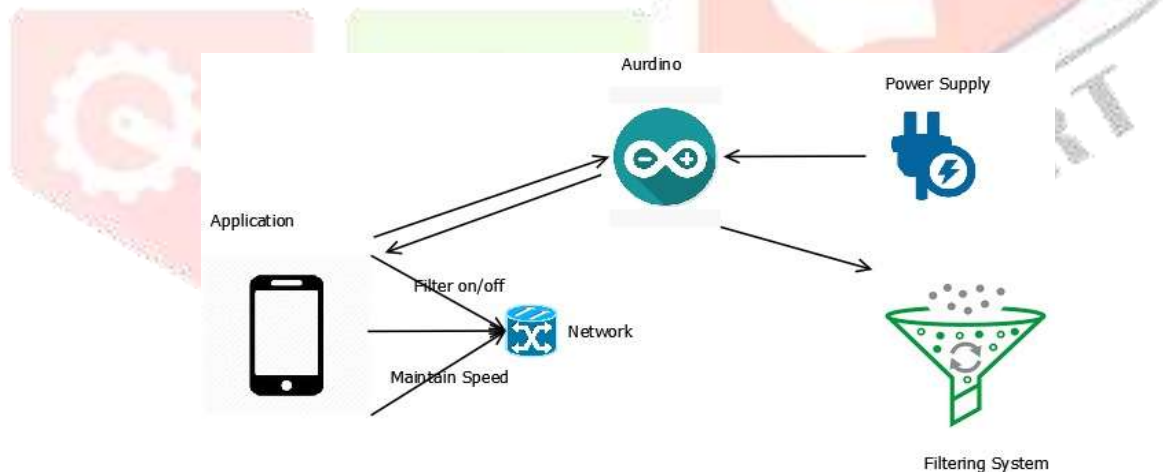 Aurdino
Power Supply
Application
Filter on/off
Network
Maintain Speed
Filtering System